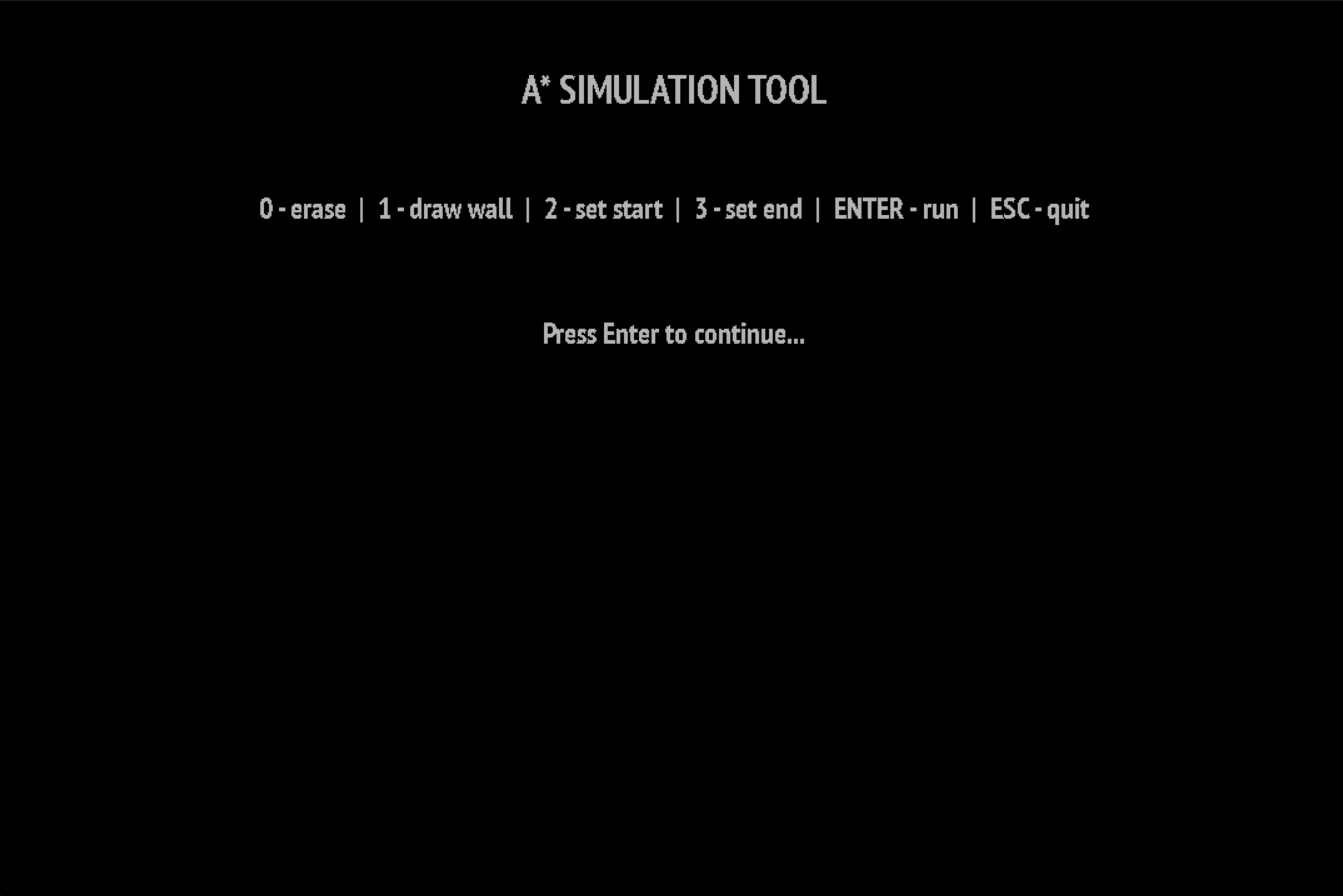 A* SIMULATION TOOL
0 - erase | 1 - draw wall | 2 - set start | 3 - set end | ENTER - run | ESC - quit
Press Enter to continue...